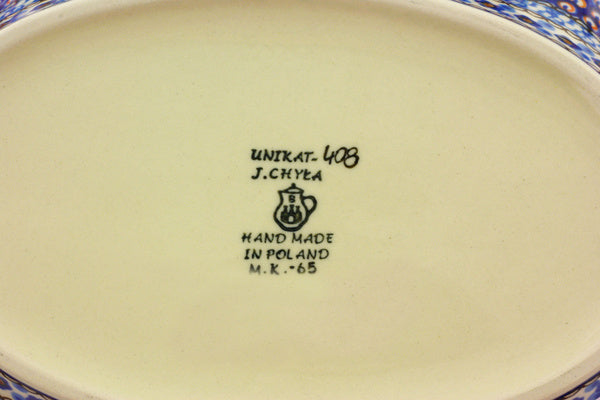 UNIKAT-408
J.CHYŁA
B
HAND MADE
IN POLAND
M.K.-65